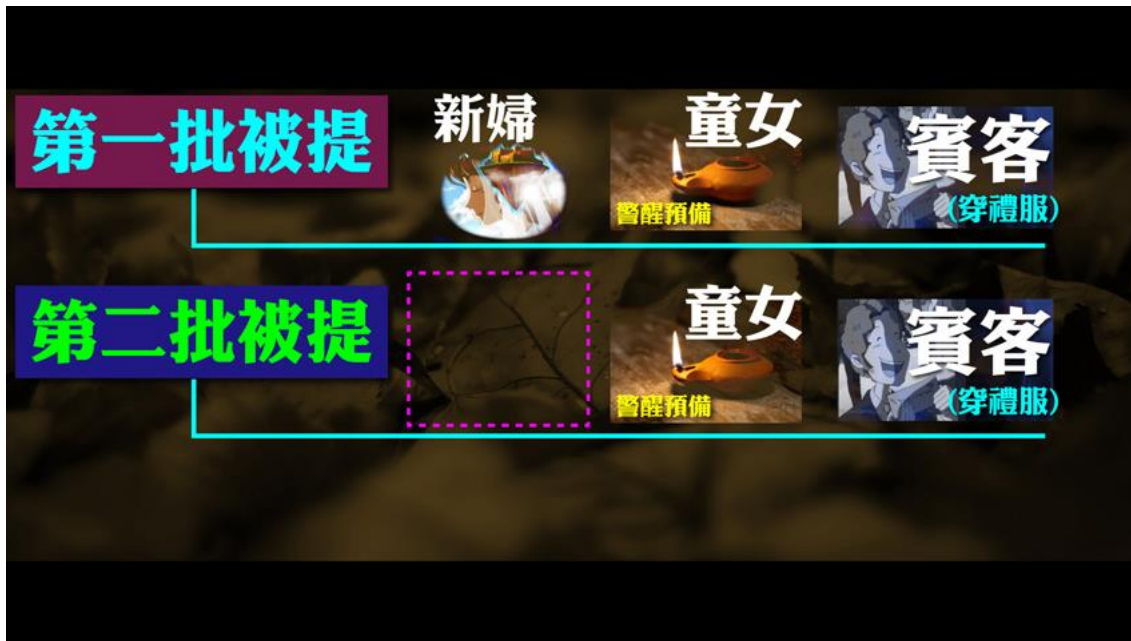 第一批被提
新婦
童女
警醒預備
賓客
(穿禮服)
第二批被提
童女
警醒預備
賓客
(穿禮服)